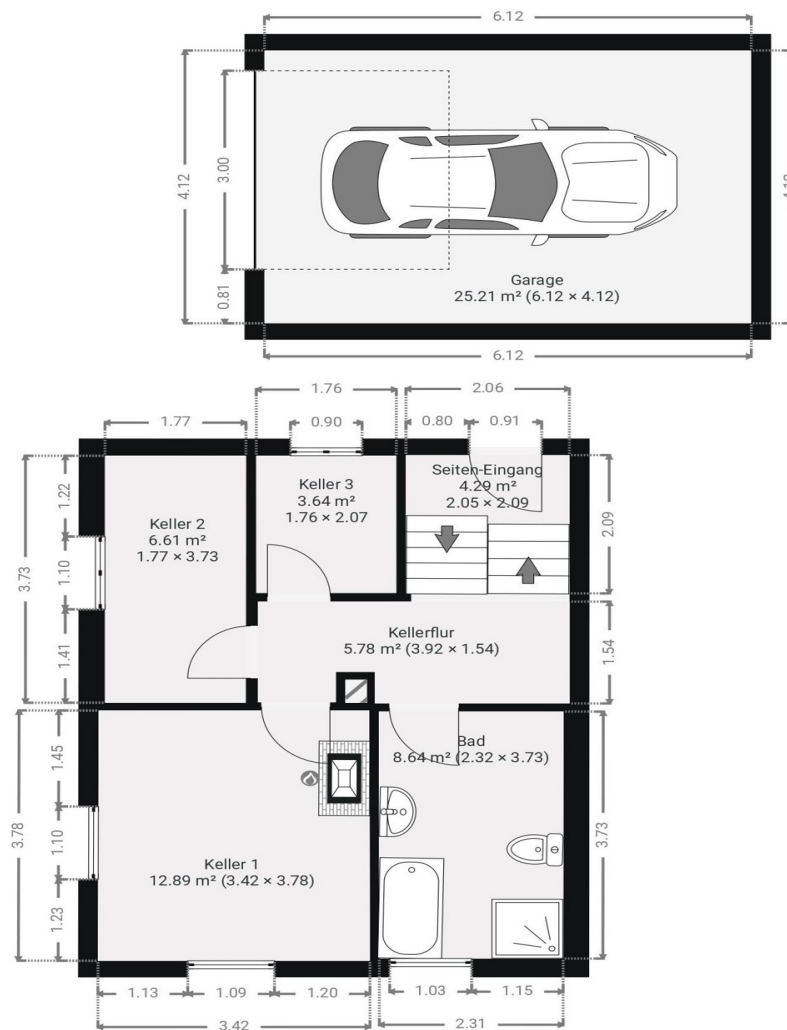 6.12
4.12
3.00
0.81
Garage
25.21 m² (6.12 × 4.12)
6.12
1.76
2.06
1.77
0.90
0.80
0.91
Seiten-Eingang
4.29 m²
2.05 × 2.09
Keller 3
3.64 m²
1.76 × 2.07
Keller 2
6.61 m²
1.77 × 3.73
3.73
1.22
1.10
1.41
2.09
1.54
Kellerflur
5.78 m² (3.92 × 1.54)
Bad
8.64 m² (2.32 × 3.73)
3.78
1.45
1.10
1.23
3.73
Keller 1
12.89 m² (3.42 × 3.78)
1.13
1.09
1.20
1.03
1.15
3.42
2.31